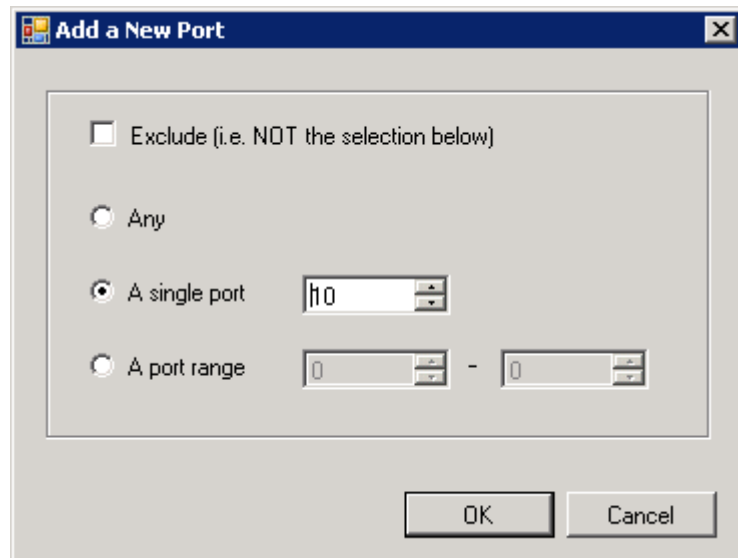 Add a New Port
Exclude (i.e. NOT the selection below)
Any
A single port 10
A port range 0 - 0
OK Cancel